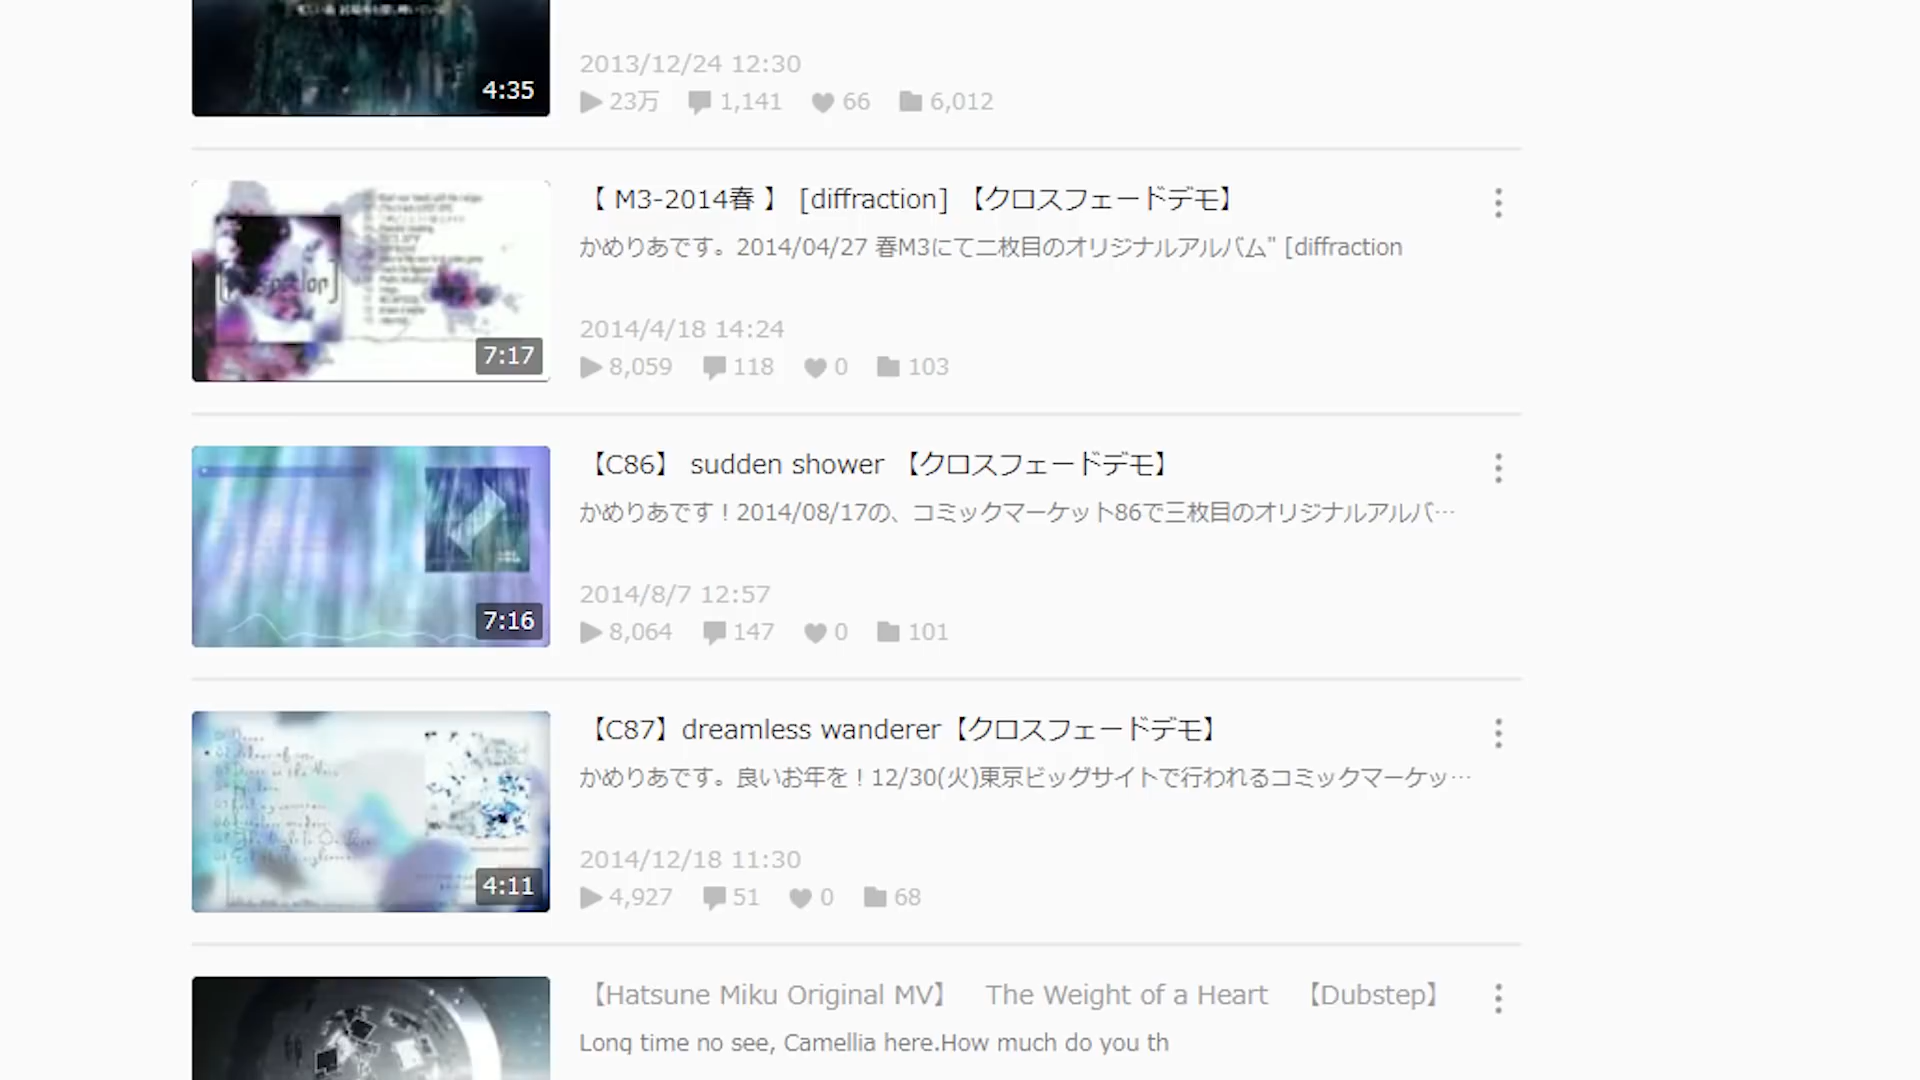 4:35
2013/12/24 12:30
23万 1,141 66 6,012
【 M3-2014春 】 [diffraction] 【クロスフェードデモ】
かめりあです。2014/04/27 春M3にて二枚目のオリジナルアルバム" [diffraction
7:17
2014/4/18 14:24
8,059 118 0 103
【C86】 sudden shower 【クロスフェードデモ】
かめりあです！2014/08/17の、コミックマーケット86で三枚目のオリジナルアルバ…
7:16
2014/8/7 12:57
8,064 147 0 101
【C87】dreamless wanderer【クロスフェードデモ】
かめりあです。良いお年を！12/30(火)東京ビッグサイトで行われるコミックマーケッ…
4:11
2014/12/18 11:30
4,927 51 0 68
【Hatsune Miku Original MV】　The Weight of a Heart　【Dubstep】
Long time no see, Camellia here.How much do you th